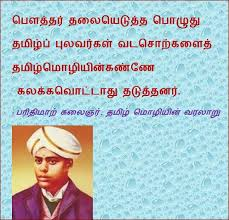 பௌத்தர் தலையெடுத்த பொழுது
தமிழ்ப் புலவர்கள் வடசொற்களைத்
தமிழ்மொழியின்கண்ணே
கலக்கவொட்டாது தடுத்தனர்.
- பரிதிமாற் கலைஞர்: தமிழ் மொழியின் வரலாறு